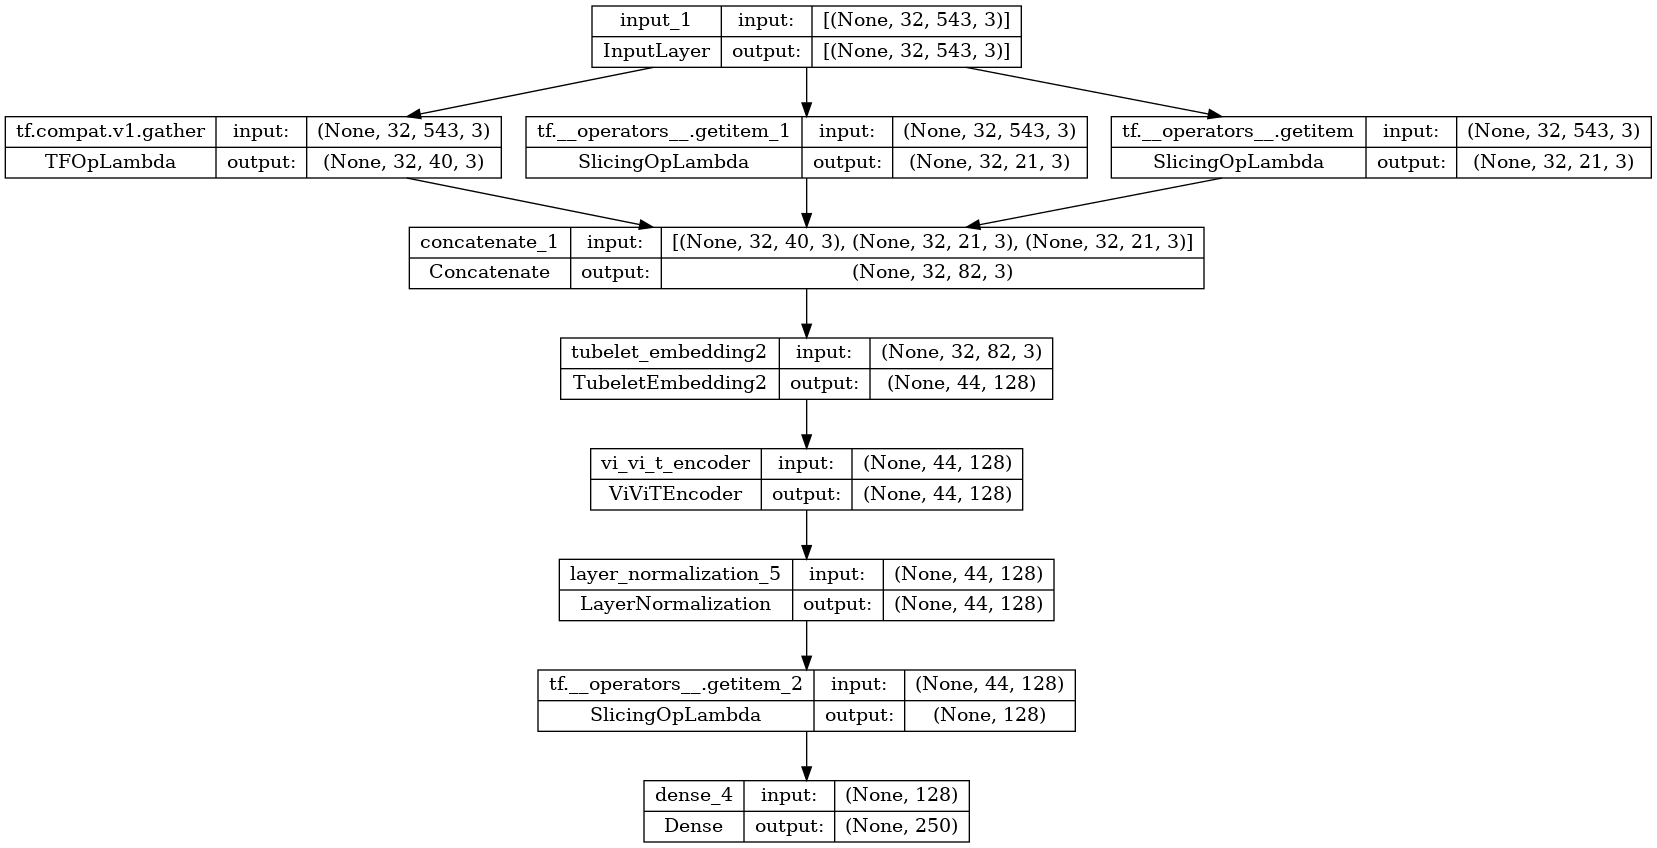 input_1 input: [(None, 32, 543, 3)]
InputLayer output: [(None, 32, 543, 3)]
tf.compat.v1.gather input: (None, 32, 543, 3)
TFOpLambda output: (None, 32, 40, 3)
tf.__operators__.getitem_1 input: (None, 32, 543, 3)
SlicingOpLambda output: (None, 32, 21, 3)
tf.__operators__.getitem input: (None, 32, 543, 3)
SlicingOpLambda output: (None, 32, 21, 3)
concatenate_1 input: [(None, 32, 40, 3), (None, 32, 21, 3), (None, 32, 21, 3)]
Concatenate output: (None, 32, 82, 3)
tubelet_embedding2 input: (None, 32, 82, 3)
TubeletEmbedding2 output: (None, 44, 128)
vi_vi_t_encoder input: (None, 44, 128)
ViViTEncoder output: (None, 44, 128)
layer_normalization_5 input: (None, 44, 128)
LayerNormalization output: (None, 44, 128)
tf.__operators__.getitem_2 input: (None, 44, 128)
SlicingOpLambda output: (None, 128)
dense_4 input: (None, 128)
Dense output: (None, 250)